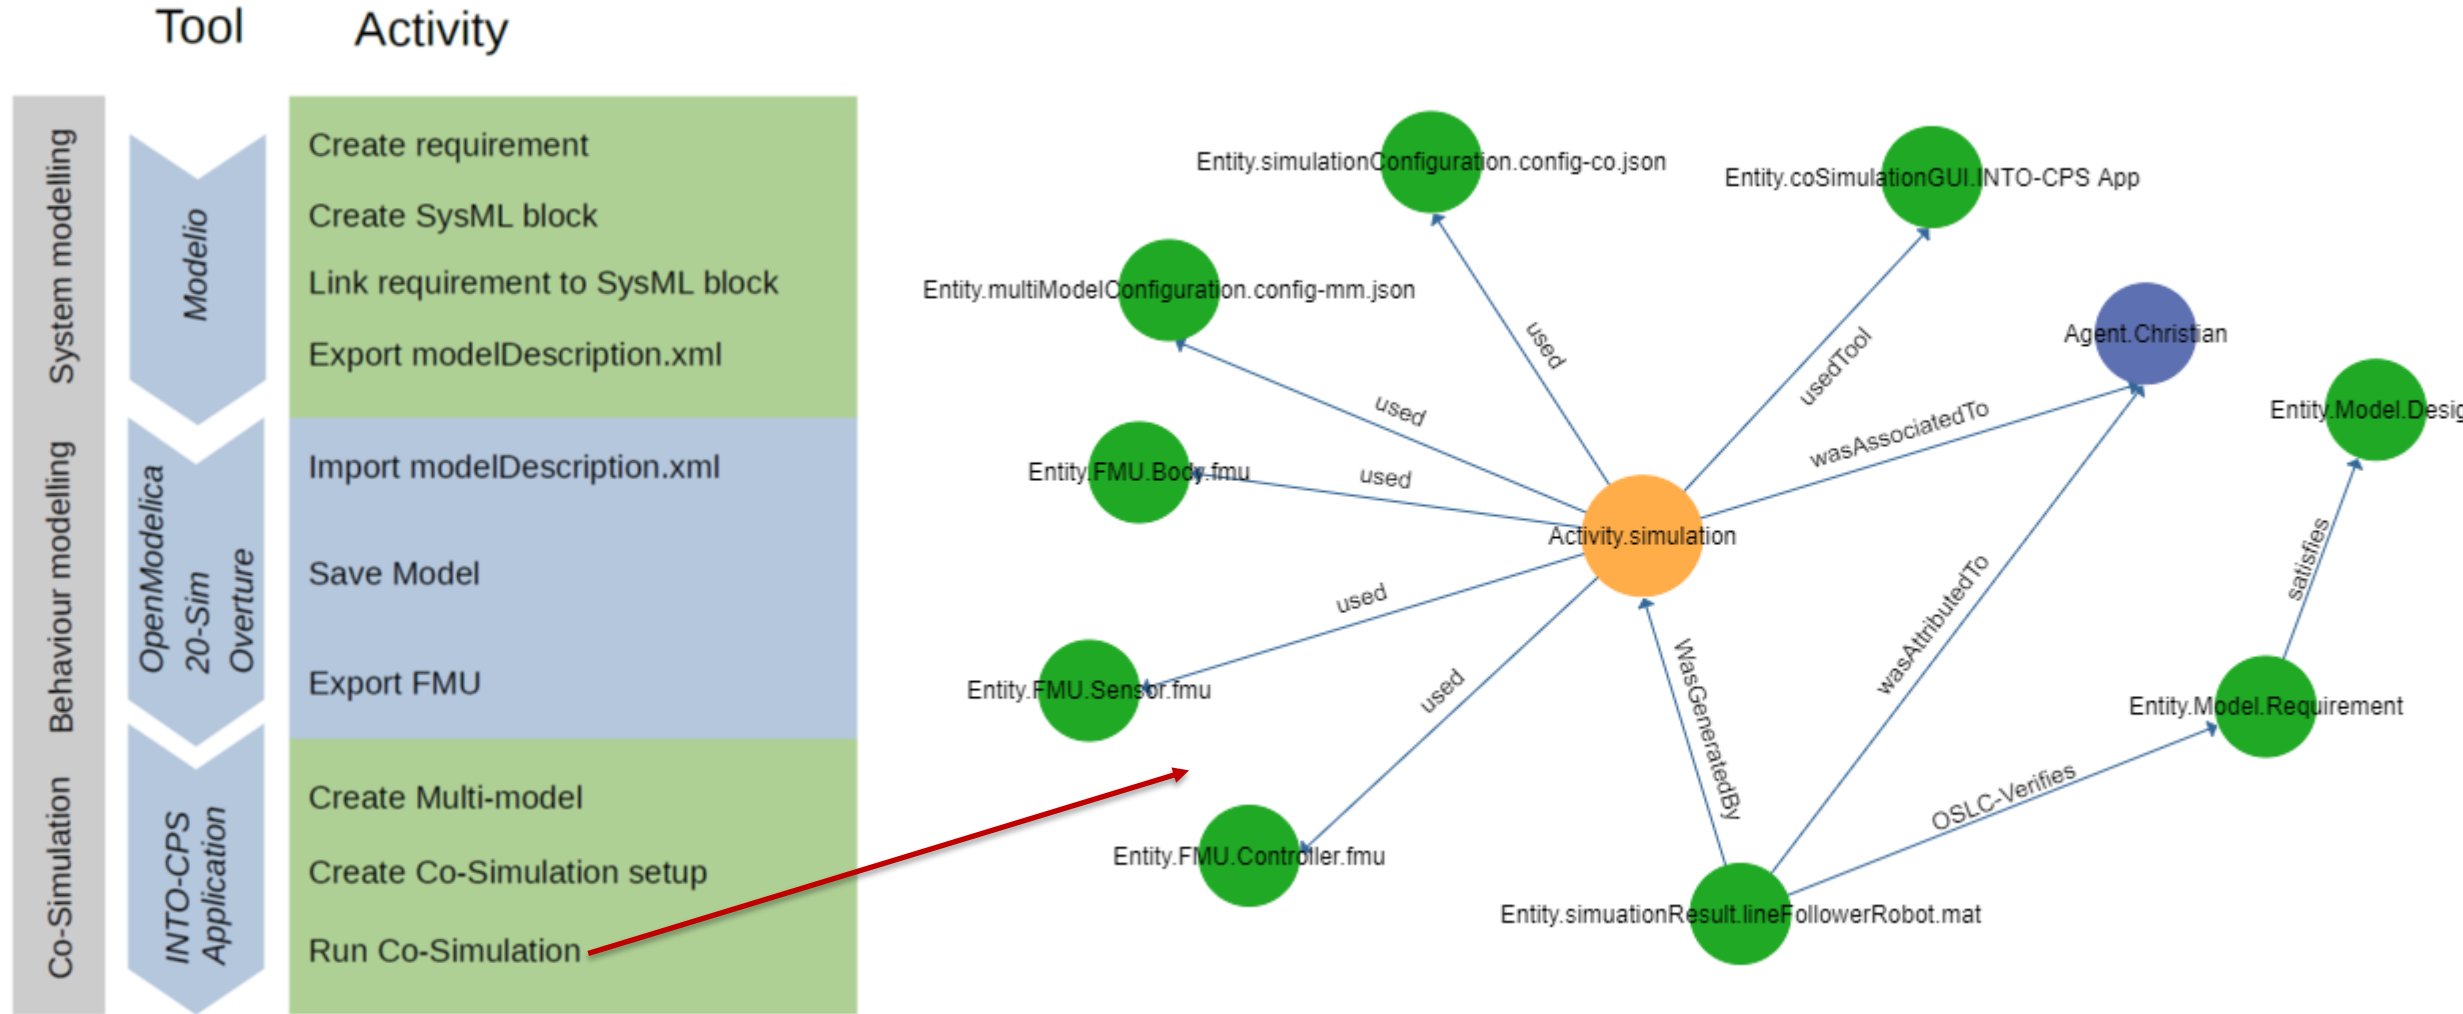 Tool
Activity
System modelling
Modelio
Create requirement
Create SysML block
Link requirement to SysML block
Export modelDescription.xml
Behaviour modelling
OpenModelica
20-Sim
Overture
Import modelDescription.xml
Save Model
Export FMU
Co-Simulation
INTO-CPS
Application
Create Multi-model
Create Co-Simulation setup
Run Co-Simulation
Entity.simulationConfiguration.config-co.json
Entity.coSimulationGUI.INTO-CPS App
Entity.multiModelConfiguration.config-mm.json
Agent.Christian
used
usedTool
used
wasAssociatedTo
Entity.Model.Desig
Entity.FMU.Body.fmu
used
Activity.simulation
satisfies
used
wasAttributedTo
Entity.FMU.Sensor.fmu
used
WasGeneratedBy
Entity.Model.Requirement
OSLC-Verifies
Entity.FMU.Controller.fmu
Entity.simuationResult.lineFollowerRobot.mat